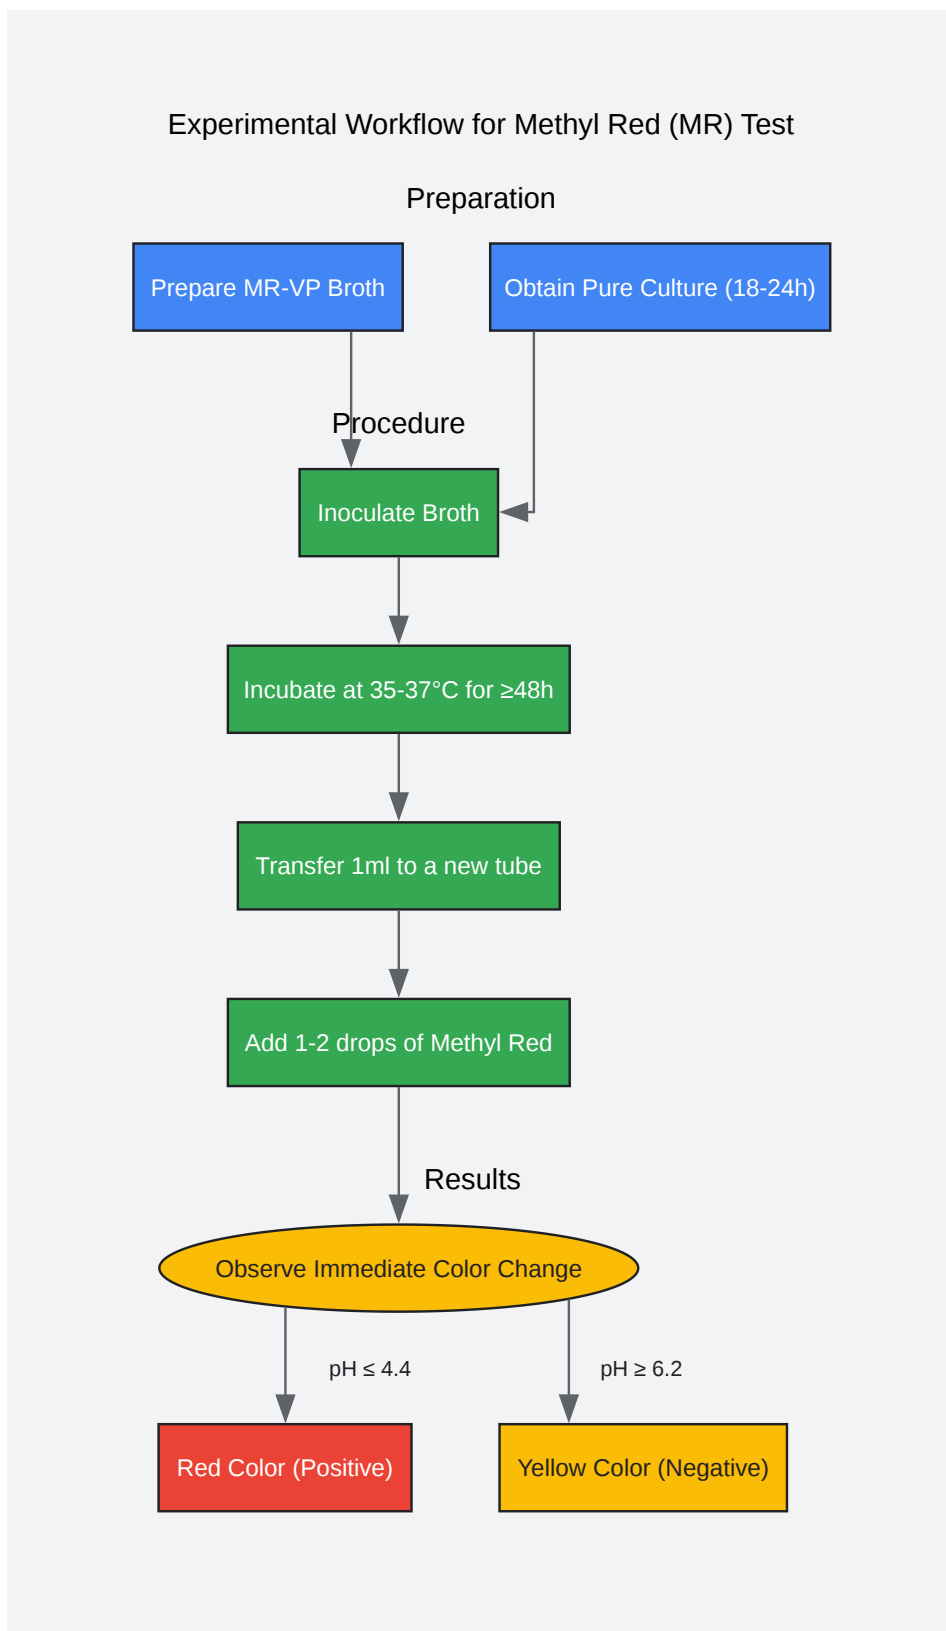 Experimental Workflow for Methyl Red (MR) Test
Preparation
Prepare MR-VP Broth
Obtain Pure Culture (18-24h)
Procedure
Inoculate Broth
Incubate at 35-37°C for ≥48h
Transfer 1ml to a new tube
Add 1-2 drops of Methyl Red
Results
Observe Immediate Color Change
pH ≤ 4.4
pH ≥ 6.2
Red Color (Positive)
Yellow Color (Negative)